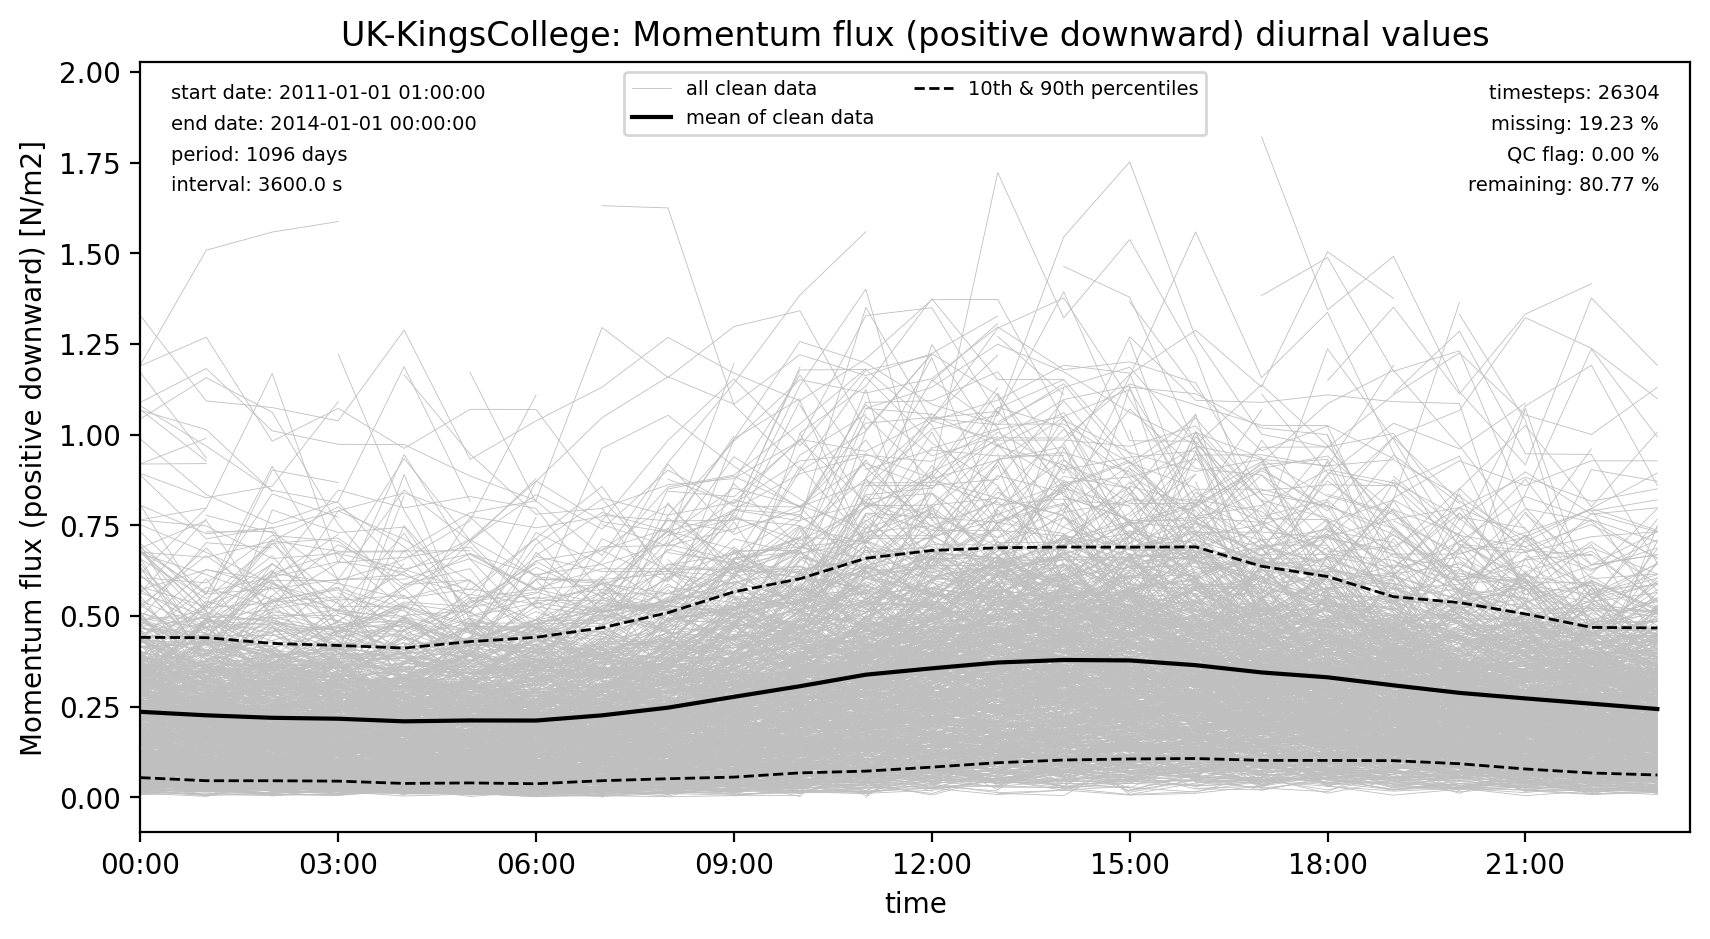 UK-KingsCollege: Momentum flux (positive downward) diurnal values
start date: 2011-01-01 01:00:00
end date: 2014-01-01 00:00:00
period: 1096 days
interval: 3600.0 s
all clean data
mean of clean data
10th & 90th percentiles
timesteps: 26304
missing: 19.23 %
QC flag: 0.00 %
remaining: 80.77 %
Momentum flux (positive downward) [N/m2]
2.00
1.75
1.50
1.25
1.00
0.75
0.50
0.25
0.00
00:00 03:00 06:00 09:00 12:00 15:00 18:00 21:00
time